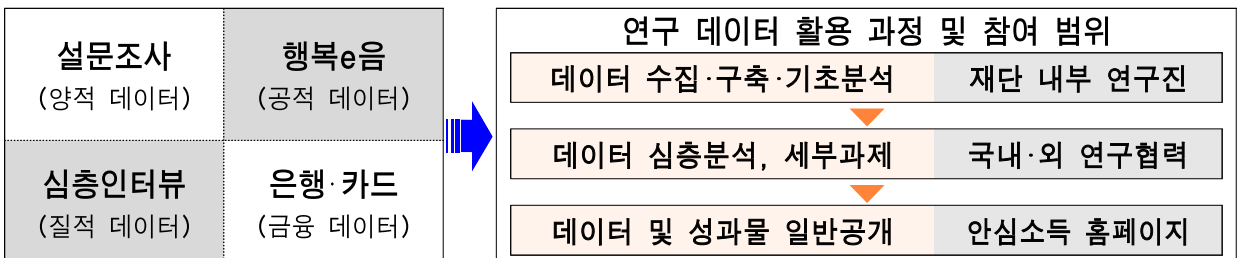 설문조사
(양적 데이터)
행복e음
(공적 데이터)
심층인터뷰
(질적 데이터)
은행·카드
(금융 데이터)
연구 데이터 활용 과정 및 참여 범위
데이터 수집·구축·기초분석 재단 내부 연구진
데이터 심층분석, 세부과제 국내·외 연구협력
데이터 및 성과물 일반공개 안심소득 홈페이지